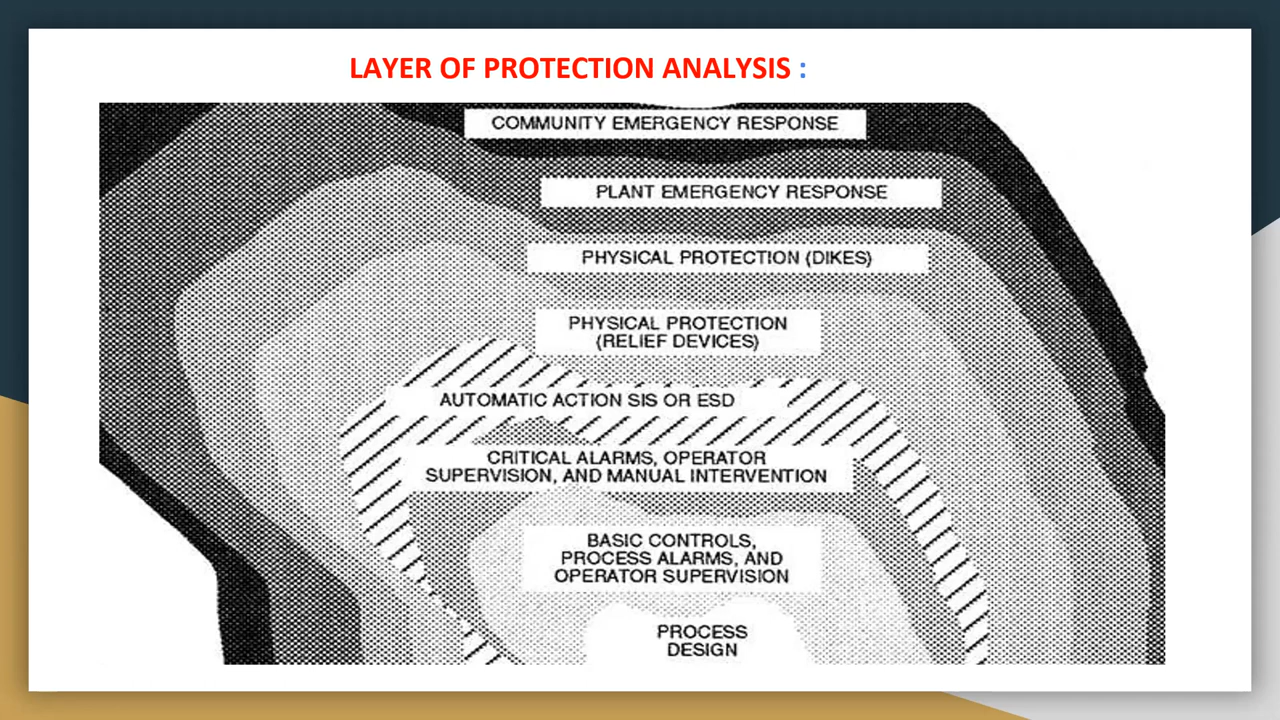 LAYER OF PROTECTION ANALYSIS :
COMMUNITY EMERGENCY RESPONSE
PLANT EMERGENCY RESPONSE
PHYSICAL PROTECTION (DIKES)
PHYSICAL PROTECTION
(RELIEF DEVICES)
AUTOMATIC ACTION SIS OR ESD
CRITICAL ALARMS, OPERATOR
SUPERVISION, AND MANUAL INTERVENTION
BASIC CONTROLS,
PROCESS ALARMS, AND
OPERATOR SUPERVISION
PROCESS
DESIGN